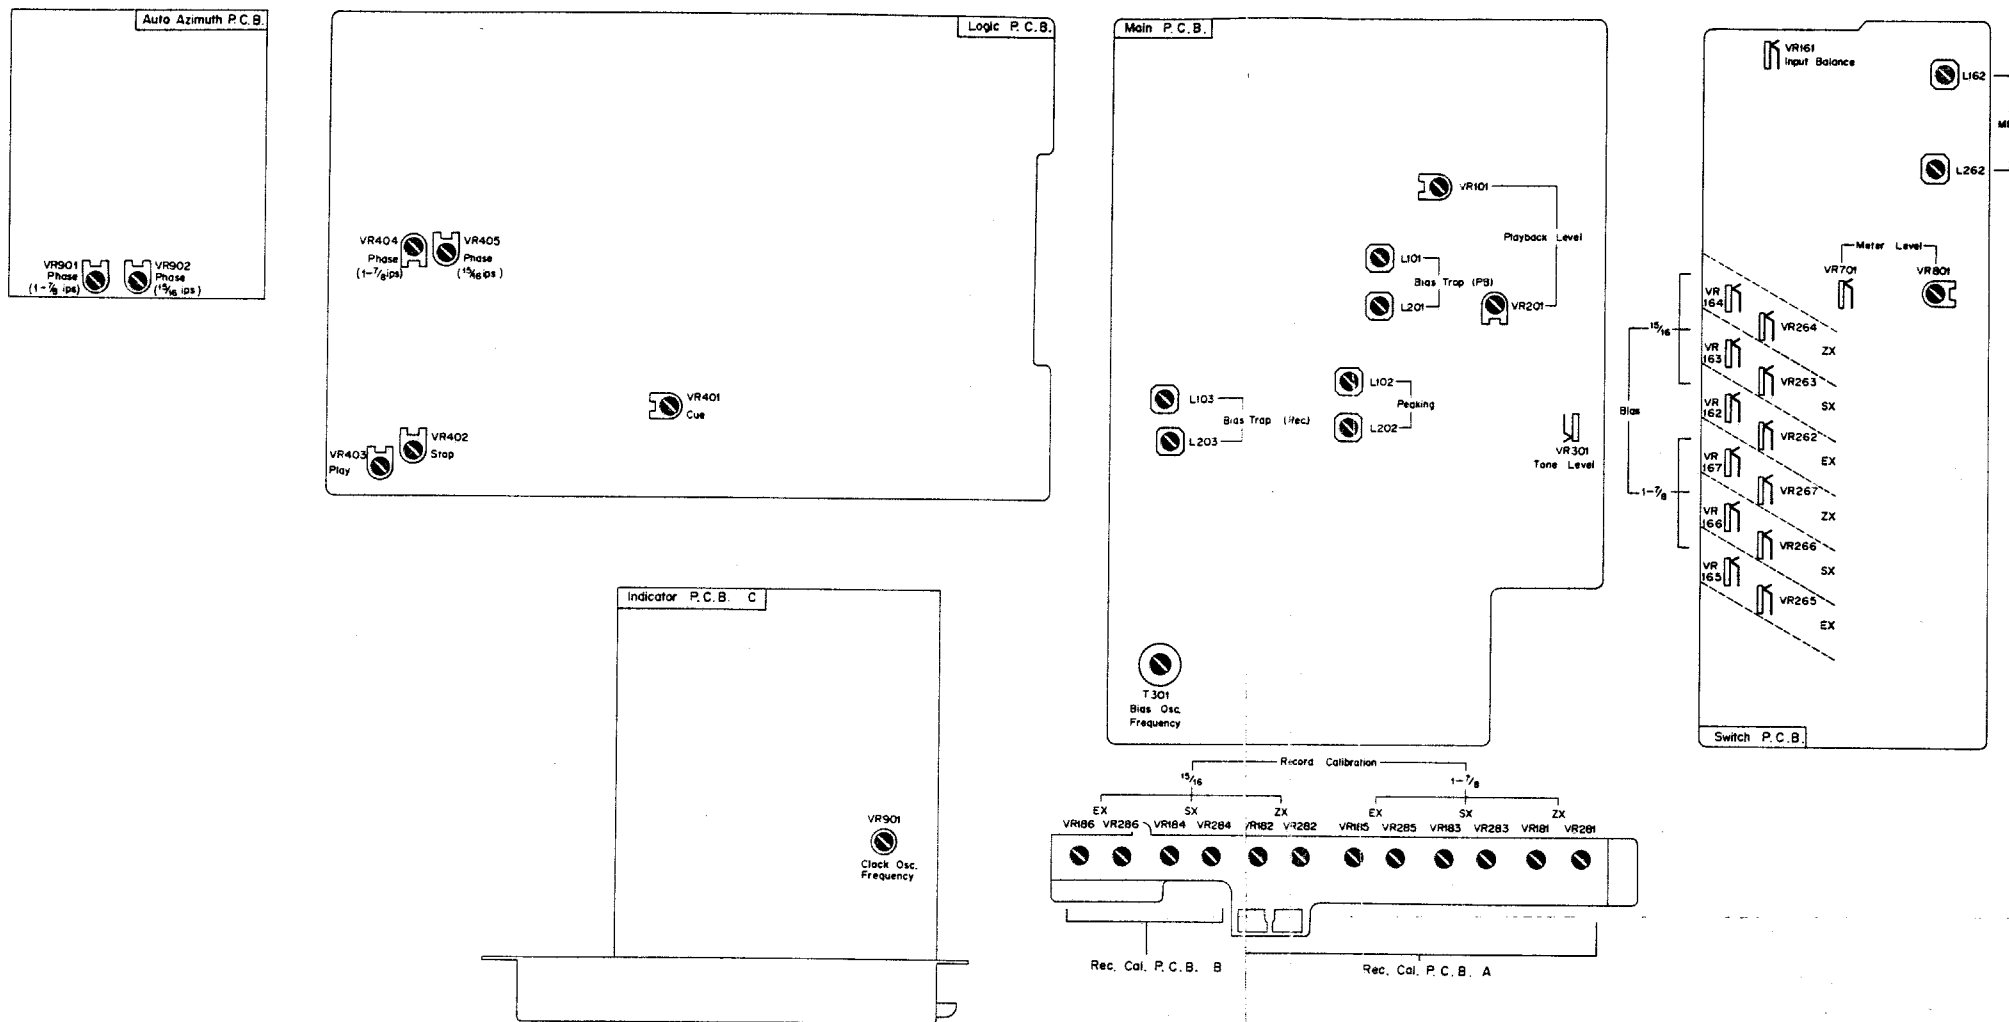 Auto Azimuth P.C.B.
VR901
Phase
(1-7/8 ips)
VR902
Phase
(15/16 ips)
Logic P.C.B.
VR404
Phase
(1-7/8 ips)
VR405
Phase
(15/16 ips)
VR401
Cue
VR402
Stop
VR403
Play
Main P.C.B.
VR101
Playback Level
L101
Bias Trap (PB)
L201
VR201
L102
Peaking
L202
L103
Bias Trap (Rec)
L203
VR301
Tone Level
T301
Bias Osc.
Frequency
VR161
Input Balance
L162
L262
Meter Level
VR701
VR801
Bias
15/16
VR
164
VR264
ZX
VR
163
VR263
SX
VR
162
VR262
EX
1-7/8
VR
167
VR267
ZX
VR
166
VR266
SX
VR
165
VR265
EX
Switch P.C.B.
Indicator P.C.B. C
VR901
Clock Osc.
Frequency
Record Calibration
15/16
1-7/8
EX SX ZX EX SX ZX
VR186 VR286 VR184 VR284 VR182 VR282 VR185 VR285 VR183 VR283 VR181 VR281
Rec. Cal. P.C.B. B
Rec. Cal. P.C.B. A